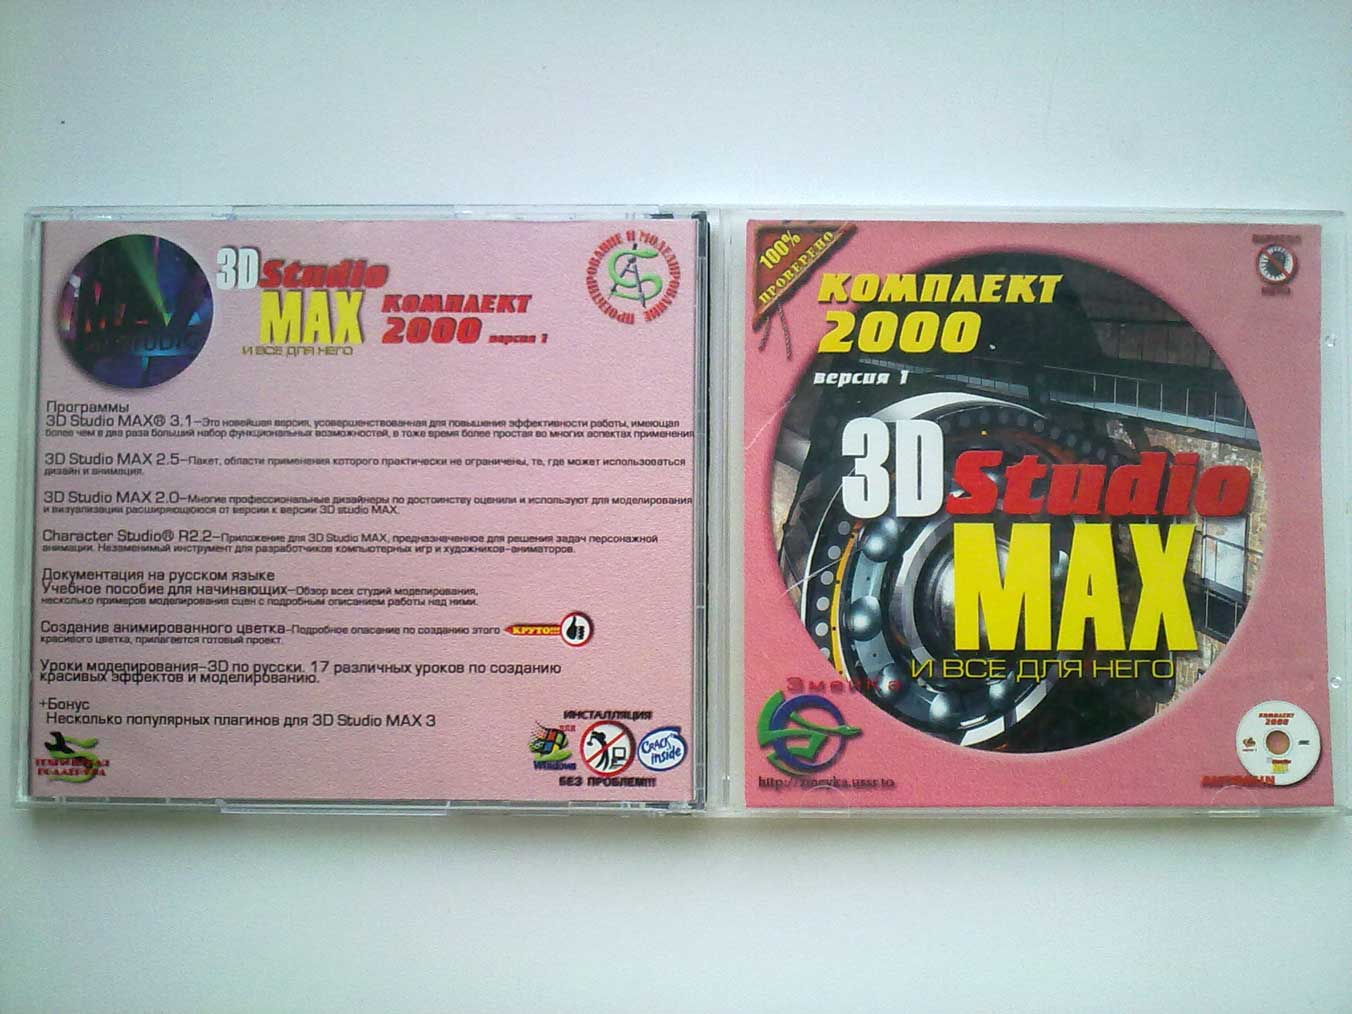 3D Studio
MAX
И ВСЕ ДЛЯ НЕГО
КОМПЛЕКТ
2000 версия 1
ПРОЕКТИРОВАНИЕ И МОДЕЛИРОВАНИЕ
Программы
3D Studio MAX® 3.1–Это новейшая версия, усовершенствованная для повышения эффективности работы, имеющая
более чем в два раза больший набор функциональных возможностей, в тоже время более простая во многих аспектах применения
3D Studio MAX 2.5–Пакет, области применения которого практически не ограничены, те, где может использоваться
дизайн и анимация.
3D Studio MAX 2.0–Многие профессиональные дизайнеры по достоинству оценили и используют для моделирования
и визуализации расширяющуюся от версии к версии 3D studio MAX.
Character Studio® R2.2–Приложение для 3D Studio MAX, предназначенное для решения задач персонажной
анимации. Незаменимый инструмент для разработчиков компьютерных игр и художников-аниматоров.
Документация на русском языке
Учебное пособие для начинающих–Обзор всех студий моделирования,
несколько примеров моделирования сцен с подробным описанием работы над ними.
Создание анимированного цветка–Подробное опасание по созданию этого
красивого цветка, прилагается готовый проект.
КРУТО!!!
Уроки моделирования–3D по русски. 17 различных уроков по созданию
красивых эффектов и моделированию.
+Бонус
Несколько популярных плагинов для 3D Studio MAX 3
ТЕХНИЧЕСКАЯ
ПОДДЕРЖКА
ИНСТАЛЛЯЦИЯ
для
Windows
CRACK
inside
БЕЗ ПРОБЛЕМ!!!
100%
ПРОВЕРЕНО
КОМПЛЕКТ
2000
версия 1
3D Studio
MAX
И ВСЕ ДЛЯ НЕГО
Змейка
http://zmeyka.ussr.to
КОМПЛЕКТ
2000